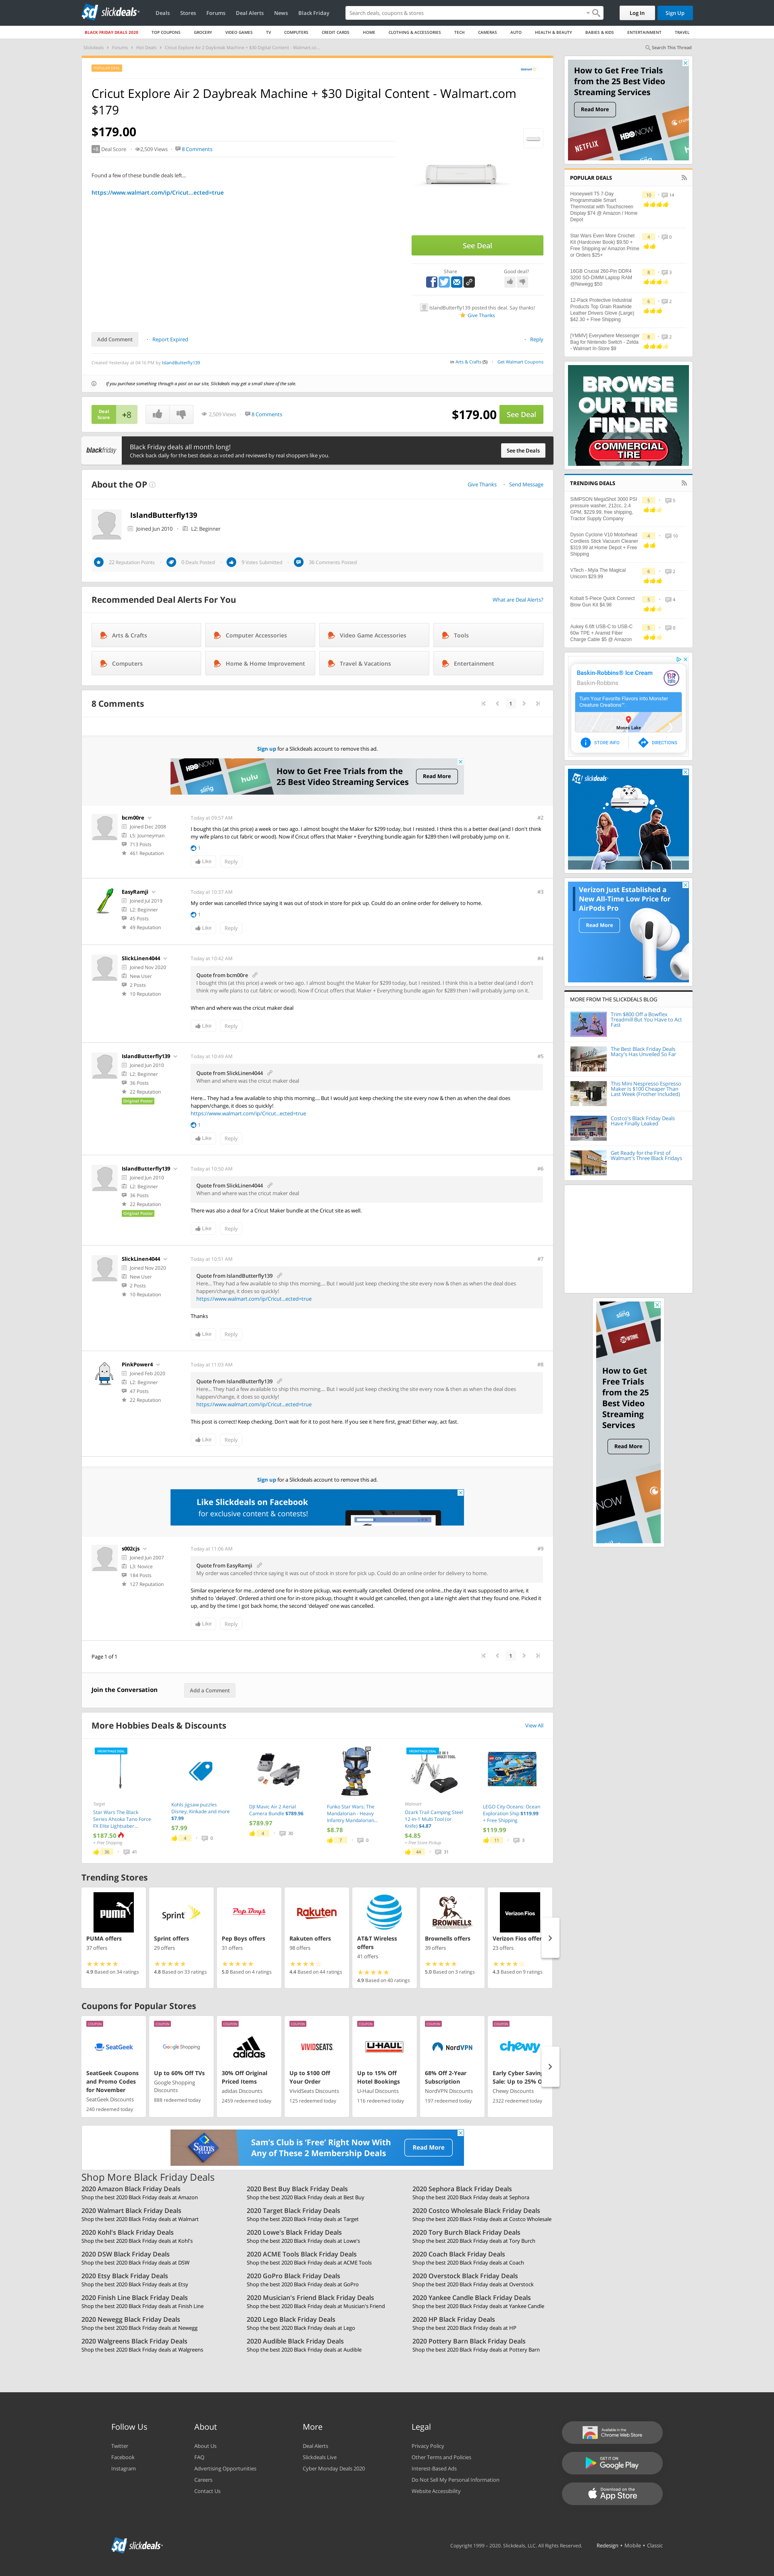 slickdeals
Deals Stores Forums Deal Alerts News Black Friday
Search deals, coupons & stores
Log In Sign Up
BLACK FRIDAY DEALS 2020 TOP COUPONS GROCERY VIDEO GAMES TV COMPUTERS CREDIT CARDS HOME CLOTHING & ACCESSORIES TECH CAMERAS AUTO HEALTH & BEAUTY BABIES & KIDS ENTERTAINMENT TRAVEL
Slickdeals > Forums > Hot Deals > Cricut Explore Air 2 Daybreak Machine + $30 Digital Content - Walmart.co...
Search This Thread
Cricut Explore Air 2 Daybreak Machine + $30 Digital Content - Walmart.com
$179
$179.00
+8 Deal Score 2,509 Views 8 Comments
Found a few of these bundle deals left...
https://www.walmart.com/ip/Cricut...ected=true
See Deal
Share Good deal?
IslandButterfly139 posted this deal. Say thanks!
Give Thanks
Add Comment Report Expired Reply
Created Yesterday at 04:16 PM by IslandButterfly139
in Arts & Crafts (5) Get Walmart Coupons
If you purchase something through a post on our site, Slickdeals may get a small share of the sale.
Deal Score +8 2,509 Views 8 Comments $179.00 See Deal
blackfriday
Black Friday deals all month long!
Check back daily for the best deals as voted and reviewed by real shoppers like you.
See the Deals
About the OP
Give Thanks Send Message
IslandButterfly139
Joined Jun 2010 L2: Beginner
22 Reputation Points 0 Deals Posted 0 Votes Submitted 36 Comments Posted
Recommended Deal Alerts For You
What are Deal Alerts?
Arts & Crafts Computer Accessories Video Game Accessories Tools
Computers Home & Home Improvement Travel & Vacations Entertainment
8 Comments
1
Sign up for a Slickdeals account to remove this ad.
HBO NOW hulu
How to Get Free Trials from the
25 Best Video Streaming Services
Read More
bcm00re
Joined Dec 2008
L5: Journeyman
713 Posts
461 Reputation
Today at 03:57 AM #2
I bought this (at this price) a week or two ago. I almost bought the Maker for $299 today, but I resisted. I think this is a better deal (and I don't think
my wife plans to cut fabric or wood). Now if Cricut offers that Maker + Everything bundle again for $289 then I will probably jump on it.
1
Like Reply
EasyRamji
Joined Jul 2019
L2: Beginner
45 Posts
49 Reputation
Today at 10:37 AM #3
My order was cancelled thrice saying it was out of stock in store for pick up. Could do an online order for delivery to home.
1
Like Reply
SlickLinen4044
Joined Nov 2020
New User
2 Posts
10 Reputation
Today at 10:42 AM #4
Quote from bcm00re
I bought this (at this price) a week or two ago. I almost bought the Maker for $299 today, but I resisted. I think this is a better deal (and I don't
think my wife plans to cut fabric or wood). Now if Cricut offers that Maker + Everything bundle again for $289 then I will probably jump on it.
When and where was the cricut maker deal
Like Reply
IslandButterfly139
Joined Jun 2010
L2: Beginner
36 Posts
22 Reputation
Original Poster
Today at 10:49 AM #5
Quote from SlickLinen4044
When and where was the cricut maker deal
Here... They had a few available to ship this morning.... But I would just keep checking the site every now & then as when the deal does
happen/change, it does so quickly!
https://www.walmart.com/ip/Cricut...ected=true
1
Like Reply
IslandButterfly139
Joined Jun 2010
L2: Beginner
36 Posts
22 Reputation
Original Poster
Today at 10:50 AM #6
Quote from SlickLinen4044
When and where was the cricut maker deal
There was also a deal for a Cricut Maker bundle at the Cricut site as well.
Like Reply
SlickLinen4044
Joined Nov 2020
New User
2 Posts
10 Reputation
Today at 10:51 AM #7
Quote from IslandButterfly139
Here... They had a few available to ship this morning.... But I would just keep checking the site every now & then as when the deal does
happen/change, it does so quickly!
https://www.walmart.com/ip/Cricut...ected=true
Thanks
Like Reply
PinkPower4
Joined Feb 2020
L2: Beginner
47 Posts
22 Reputation
Today at 11:03 AM #8
Quote from IslandButterfly139
Here... They had a few available to ship this morning.... But I would just keep checking the site every now & then as when the deal does
happen/change, it does so quickly!
https://www.walmart.com/ip/Cricut...ected=true
This post is correct! Keep checking. Don't wait for it to post here. If you see it here first, great! Either way, act fast.
Like Reply
Sign up for a Slickdeals account to remove this ad.
Like Slickdeals on Facebook
for exclusive content & contests!
s002cjs
Joined Jun 2007
L3: Novice
184 Posts
127 Reputation
Today at 11:06 AM #9
Quote from EasyRamji
My order was cancelled thrice saying it was out of stock in store for pick up. Could do an online order for delivery to home.
Similar experience for me...ordered one for in-store pickup, was eventually cancelled. Ordered one online...the day it was supposed to arrive, it
shifted to 'delayed'. Ordered a third one for in-store pickup, thought it would get cancelled, then got a late night alert that they found one. Picked it
up, and by the time I got back home, the second 'delayed' one was cancelled.
Like Reply
Page 1 of 1
1
Join the Conversation Add a Comment
More Hobbies Deals & Discounts
View All
Target
Star Wars The Black
Series Ahsoka Tano Force
FX Elite Lightsaber...
$187.50
+ Free Shipping
36 41
Kohls jigsaw puzzles
Disney, Kinkade and more
$7.99
$7.99
4 0
DJI Mavic Air 2 Aerial
Camera Bundle $789.96
$789.97
4 30
Funko Star Wars: The
Mandalorian - Heavy
Infantry Mandalorian...
$8.78
7 0
Walmart
Ozark Trail Camping Steel
12-In-1 Multi Tool (or
knife) $4.87
$4.85
+ Free Store Pickup
44 31
LEGO City Oceans: Ocean
Exploration Ship $119.99
+ Free Shipping
$119.99
11 3
Trending Stores
PUMA offers
37 offers
4.9 Based on 34 ratings
Sprint offers
29 offers
4.8 Based on 33 ratings
Pep Boys offers
31 offers
5.0 Based on 4 ratings
Rakuten offers
98 offers
4.4 Based on 44 ratings
AT&T Wireless
offers
41 offers
4.9 Based on 40 ratings
Brownells offers
39 offers
5.0 Based on 3 ratings
Verizon Fios offers
23 offers
4.3 Based on 9 ratings
Coupons for Popular Stores
SeatGeek Coupons
and Promo Codes
for November
SeatGeek Discounts
240 redeemed today
Up to 60% Off TVs
Google Shopping
Discounts
888 redeemed today
30% Off Original
Priced Items
adidas Discounts
2459 redeemed today
Up to $100 Off
Your Order
VividSeats Discounts
125 redeemed today
Up to 15% Off
Hotel Bookings
U-Haul Discounts
116 redeemed today
68% Off 2-Year
Subscription
NordVPN Discounts
197 redeemed today
Early Cyber Saving
Sale: Up to 25% O
Chewy Discounts
2322 redeemed today
Sam's Club is 'Free' Right Now With
Any of These 2 Membership Deals
Read More
Shop More Black Friday Deals
2020 Amazon Black Friday Deals
Shop the best 2020 Black Friday deals at Amazon
2020 Best Buy Black Friday Deals
Shop the best 2020 Black Friday deals at Best Buy
2020 Sephora Black Friday Deals
Shop the best 2020 Black Friday deals at Sephora
2020 Walmart Black Friday Deals
Shop the best 2020 Black Friday deals at Walmart
2020 Target Black Friday Deals
Shop the best 2020 Black Friday deals at Target
2020 Costco Wholesale Black Friday Deals
Shop the best 2020 Black Friday deals at Costco Wholesale
2020 Kohl's Black Friday Deals
Shop the best 2020 Black Friday deals at Kohl's
2020 Lowe's Black Friday Deals
Shop the best 2020 Black Friday deals at Lowe's
2020 Tory Burch Black Friday Deals
Shop the best 2020 Black Friday deals at Tory Burch
2020 DSW Black Friday Deals
Shop the best 2020 Black Friday deals at DSW
2020 ACME Tools Black Friday Deals
Shop the best 2020 Black Friday deals at ACME Tools
2020 Coach Black Friday Deals
Shop the best 2020 Black Friday deals at Coach
2020 Etsy Black Friday Deals
Shop the best 2020 Black Friday deals at Etsy
2020 GoPro Black Friday Deals
Shop the best 2020 Black Friday deals at GoPro
2020 Overstock Black Friday Deals
Shop the best 2020 Black Friday deals at Overstock
2020 Finish Line Black Friday Deals
Shop the best 2020 Black Friday deals at Finish Line
2020 Musician's Friend Black Friday Deals
Shop the best 2020 Black Friday deals at Musician's Friend
2020 Yankee Candle Black Friday Deals
Shop the best 2020 Black Friday deals at Yankee Candle
2020 Newegg Black Friday Deals
Shop the best 2020 Black Friday deals at Newegg
2020 Lego Black Friday Deals
Shop the best 2020 Black Friday deals at Lego
2020 HP Black Friday Deals
Shop the best 2020 Black Friday deals at HP
2020 Walgreens Black Friday Deals
Shop the best 2020 Black Friday deals at Walgreens
2020 Audible Black Friday Deals
Shop the best 2020 Black Friday deals at Audible
2020 Pottery Barn Black Friday Deals
Shop the best 2020 Black Friday deals at Pottery Barn
How to Get Free Trials
from the 25 Best Video
Streaming Services
Read More
NETFLIX HBO NOW hulu
POPULAR DEALS
Honeywell T5 7-Day
Programmable Smart
Thermostat with Touchscreen
Display $74 @ Amazon / Home
Depot
10 14
Star Wars Even More Crochet
Kit (Hardcover Book) $9.50 +
Free Shipping w/ Amazon Prime
or Orders $25+
4 0
16GB Crucial 260-Pin DDR4
3200 SO-DIMM Laptop RAM
@Newegg $50
8 3
12-Pack Protective Industrial
Products Top Grain Rawhide
Leather Drivers Glove (Large)
$42.30 + Free Shipping
6 2
[YMMV] Everywhere Messenger
Bag for Nintendo Switch - Zelda
- Walmart In-Store $9
8 2
BROWSE
OUR TIRE
FINDER
COMMERCIAL
TIRE
TRENDING DEALS
SIMPSON MegaShot 3000 PSI
pressure washer, 212cc, 2.4
GPM, $229.99, free shipping,
Tractor Supply Company
5 5
Dyson Cyclone V10 Motorhead
Cordless Stick Vacuum Cleaner
$319.99 at Home Depot + Free
Shipping
4 10
VTech - Myla The Magical
Unicorn $29.99
6 2
Kobalt 5-Piece Quick Connect
Blow Gun Kit $4.98
5 4
Aukey 6.6ft USB-C to USB-C
60w TPE + Aramid Fiber
Charge Cable $5 @ Amazon
5 0
Baskin-Robbins® Ice Cream
Baskin-Robbins
Turn Your Favorite Flavors Into Monster
Creature Creations™.
Moses Lake
STORE INFO DIRECTIONS
slickdeals
Verizon Just Established a
New All-Time Low Price for
AirPods Pro
Read More
MORE FROM THE SLICKDEALS BLOG
Trim $800 Off a Bowflex
Treadmill But You Have to Act
Fast
The Best Black Friday Deals
Macy's Has Unveiled So Far
This Mini Nespresso Espresso
Maker Is $100 Cheaper Than
Last Week (Frother Included)
Costco's Black Friday Deals
Have Finally Leaked
Get Ready for the First of
Walmart's Three Black Fridays
sling
SHOWTIME
How to Get
Free Trials
from the 25
Best Video
Streaming
Services
Read More
Follow Us
Twitter
Facebook
Instagram
About
About Us
FAQ
Advertising Opportunities
Careers
Contact Us
More
Deal Alerts
Slickdeals Live
Cyber Monday Deals 2020
Legal
Privacy Policy
Other Terms and Policies
Interest-Based Ads
Do Not Sell My Personal Information
Website Accessibility
Available in the
Chrome Web Store
GET IT ON
Google Play
Download on the
App Store
slickdeals
Copyright 1999 – 2020. Slickdeals, LLC. All Rights Reserved. Redesign • Mobile • Classic